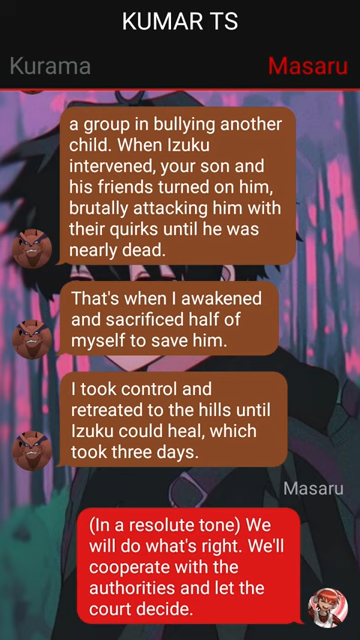 KUMAR TS
Kurama
Masaru
a group in bullying another
child. When Izuku
intervened, your son and
his friends turned on him,
brutally attacking him with
their quirks until he was
nearly dead.
That's when I awakened
and sacrificed half of
myself to save him.
I took control and
retreated to the hills until
Izuku could heal, which
took three days.
Masaru
(In a resolute tone) We
will do what's right. We'll
cooperate with the
authorities and let the
court decide.